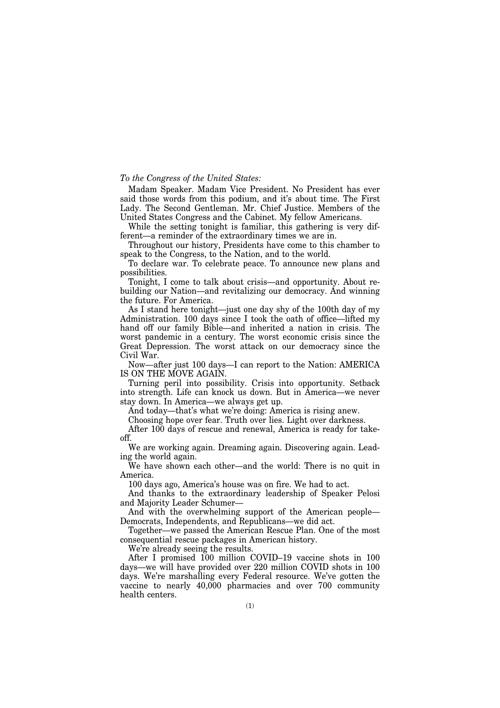 To the Congress of the United States:
Madam Speaker. Madam Vice President. No President has ever
said those words from this podium, and it's about time. The First
Lady. The Second Gentleman. Mr. Chief Justice. Members of the
United States Congress and the Cabinet. My fellow Americans.
While the setting tonight is familiar, this gathering is very dif-
ferent—a reminder of the extraordinary times we are in.
Throughout our history, Presidents have come to this chamber to
speak to the Congress, to the Nation, and to the world.
To declare war. To celebrate peace. To announce new plans and
possibilities.
Tonight, I come to talk about crisis—and opportunity. About re-
building our Nation—and revitalizing our democracy. And winning
the future. For America.
As I stand here tonight—just one day shy of the 100th day of my
Administration. 100 days since I took the oath of office—lifted my
hand off our family Bible—and inherited a nation in crisis. The
worst pandemic in a century. The worst economic crisis since the
Great Depression. The worst attack on our democracy since the
Civil War.
Now—after just 100 days—I can report to the Nation: AMERICA
IS ON THE MOVE AGAIN.
Turning peril into possibility. Crisis into opportunity. Setback
into strength. Life can knock us down. But in America—we never
stay down. In America—we always get up.
And today—that's what we're doing: America is rising anew.
Choosing hope over fear. Truth over lies. Light over darkness.
After 100 days of rescue and renewal, America is ready for take-
off.
We are working again. Dreaming again. Discovering again. Lead-
ing the world again.
We have shown each other—and the world: There is no quit in
America.
100 days ago, America's house was on fire. We had to act.
And thanks to the extraordinary leadership of Speaker Pelosi
and Majority Leader Schumer—
And with the overwhelming support of the American people—
Democrats, Independents, and Republicans—we did act.
Together—we passed the American Rescue Plan. One of the most
consequential rescue packages in American history.
We're already seeing the results.
After I promised 100 million COVID–19 vaccine shots in 100
days—we will have provided over 220 million COVID shots in 100
days. We're marshalling every Federal resource. We've gotten the
vaccine to nearly 40,000 pharmacies and over 700 community
health centers.
(1)